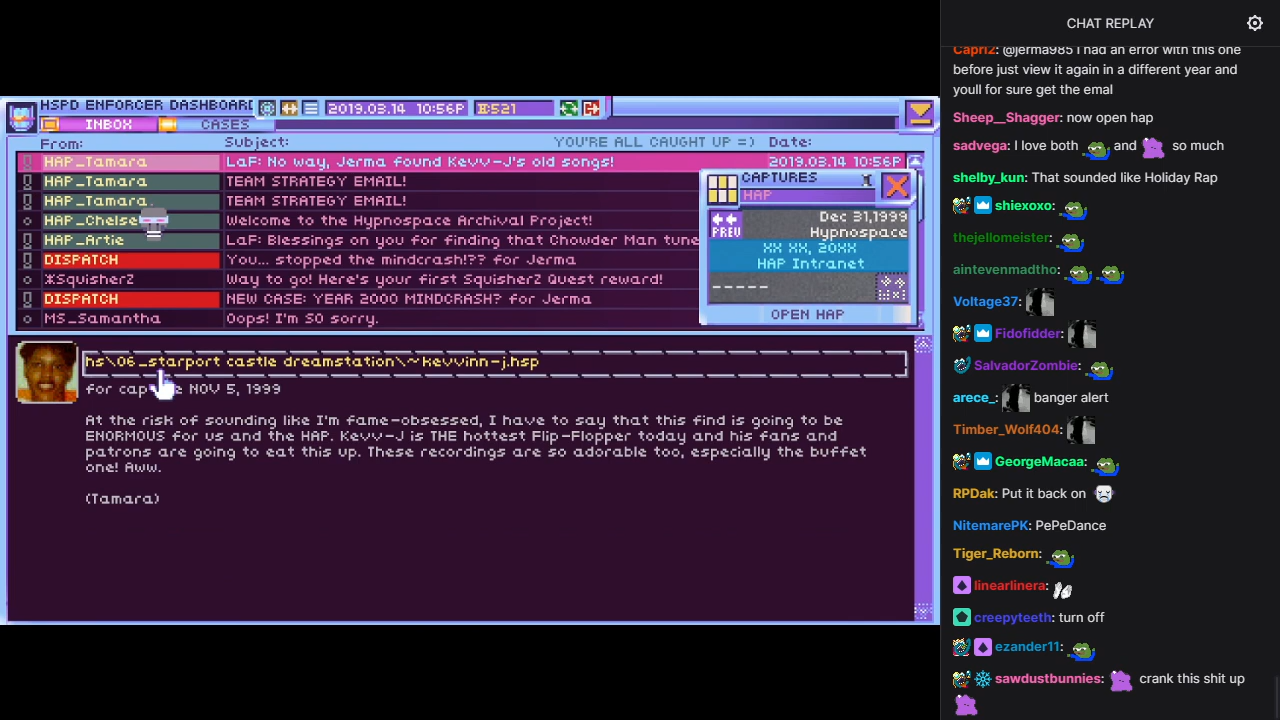 HSPD ENFORCER DASHBOARD
2019.03.14 10:56P
521
INBOX
CASES
From:
Subject:
YOU'RE ALL CAUGHT UP =)
Date:
HAP_Tamara
LaF: No way, Jerma found Kevv-J's old songs!
2019.03.14 10:56P
HAP_Tamara
TEAM STRATEGY EMAIL!
HAP_Tamara
TEAM STRATEGY EMAIL!
HAP_Chelse
Welcome to the Hypnospace Archival Project!
HAP_Artie
LaF: Blessings on you for finding that Chowder Man tune
DISPATCH
You... stopped the mindcrash!?? for Jerma
*SquisherZ
Way to go! Here's your first SquisherZ Quest reward!
DISPATCH
NEW CASE: YEAR 2000 MINDCRASH? for Jerma
MS_Samantha
Oops! I'm SO sorry.
CAPTURES
HAP
PREV
Dec 31,1999
Hypnospace
XX XX, 20XX
HAP Intranet
-----
OPEN HAP
hs\06_starport castle dreamstation\~kevvinn-j.hsp
for cap e NOV 5, 1999
At the risk of sounding like I'm fame-obsessed, I have to say that this find is going to be
ENORMOUS for us and the HAP. Kevv-J is THE hottest Flip-Flopper today and his fans and
patrons are going to eat this up. These recordings are so adorable too, especially the buffet
one! Aww.
(Tamara)
CHAT REPLAY
Capri2: @jerma985 I had an error with this one
before just view it again in a different year and
youll for sure get the emal
Sheep__Shagger: now open hap
sadvega: I love both and so much
shelby_kun: That sounded like Holiday Rap
shiexoxo:
thejellomeister:
aintevenmadtho:
Voltage37:
Fidofidder:
SalvadorZombie:
arece_: banger alert
Timber_Wolf404:
GeorgeMacaa:
RPDak: Put it back on
NitemarePK: PePeDance
Tiger_Reborn:
linearlinera:
creepyteeth: turn off
ezander11:
sawdustbunnies: crank this shit up